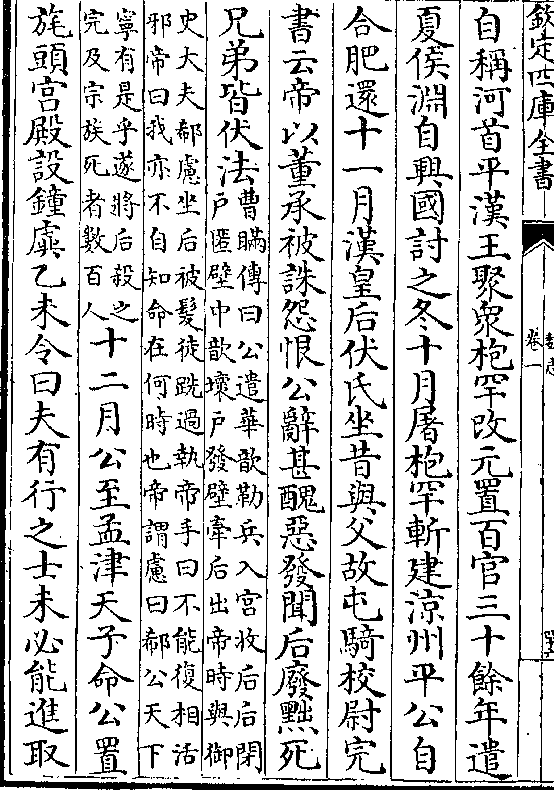 欽定四庫全書
卷一
自稱河首平漢王聚衆枹罕改元置百官三十餘年遣
夏侯淵自興國討之冬十月屠枹罕斬建涼州平公自
合肥還十一月漢皇后伏氏坐昔與父故屯騎校尉完
書云帝以董承被誅怨恨公辭甚醜惡發聞后廢黜死
兄弟皆伏法
曹瞞傳曰公遣華歆勒兵入宮收后后閉
户匿壁中歆壞户發壁牽后出帝時與御
史大夫郗慮坐后被髮徒跣過執帝手曰不能復相活
邪帝曰我亦不自知命在何時也帝謂慮曰郗公天下
寧有是乎遂將后殺之
完及宗族死者數百人
十二月公至孟津天子命公置
旄頭宮殿設鐘虡乙未令曰夫有行之士未必能進取